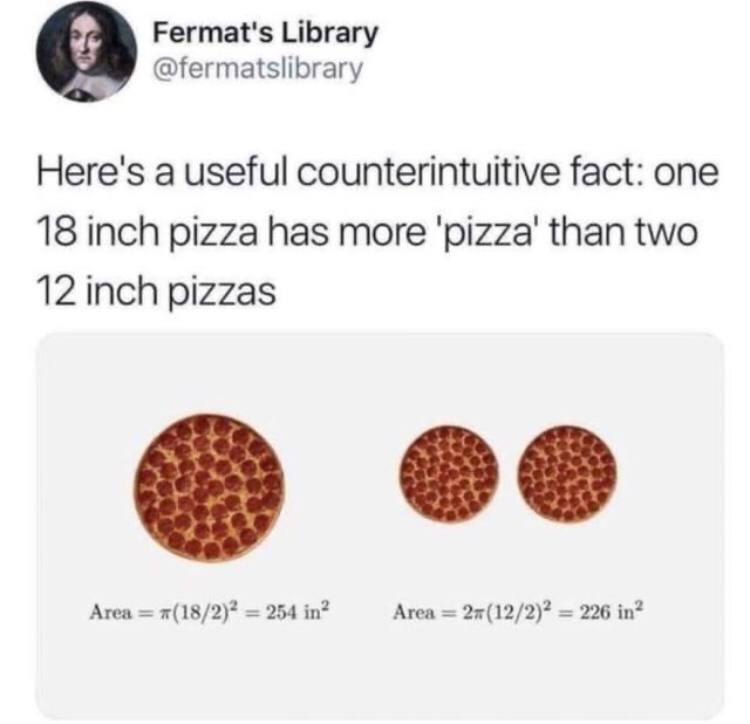 Fermat's Library
@fermatslibrary
Here's a useful counterintuitive fact: one
18 inch pizza has more 'pizza' than two
12 inch pizzas
Area = π(18/2)² = 254 in²
Area = 2π(12/2)² = 226 in²